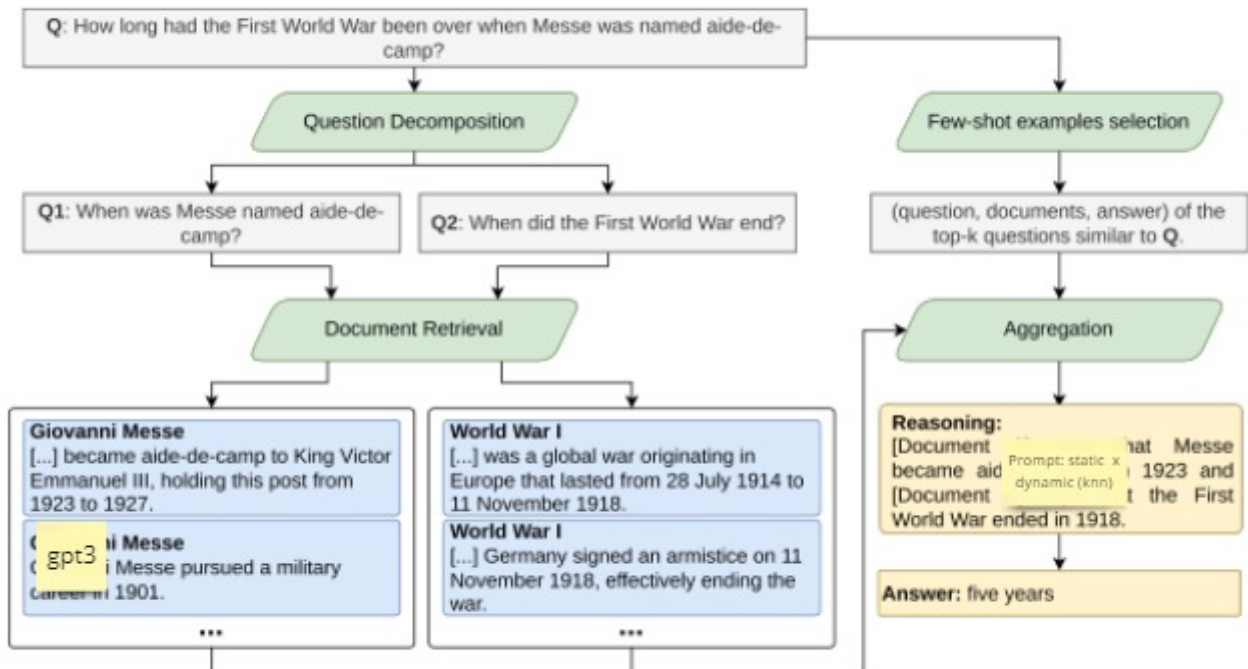 Q: How long had the First World War been over when Messe was named aide-de-
camp?
Question Decomposition
Few-shot examples selection
Q1: When was Messe named aide-de-
camp?
Q2: When did the First World War end?
(question, documents, answer) of the
top-k questions similar to Q.
Document Retrieval
Aggregation
Giovanni Messe
[...] became aide-de-camp to King Victor
Emmanuel III, holding this post from
1923 to 1927.
Messe
Messe pursued a military
career in 1901.
...
gpt3
World War I
[...] was a global war originating in
Europe that lasted from 28 July 1914 to
11 November 1918.
World War I
[...] Germany signed an armistice on 11
November 1918, effectively ending the
war.
...
Reasoning:
[Document Messe
became 1923 and
[Document the First
World War ended in 1918.
Prompt: static x
dynamic (knn)
Answer: five years